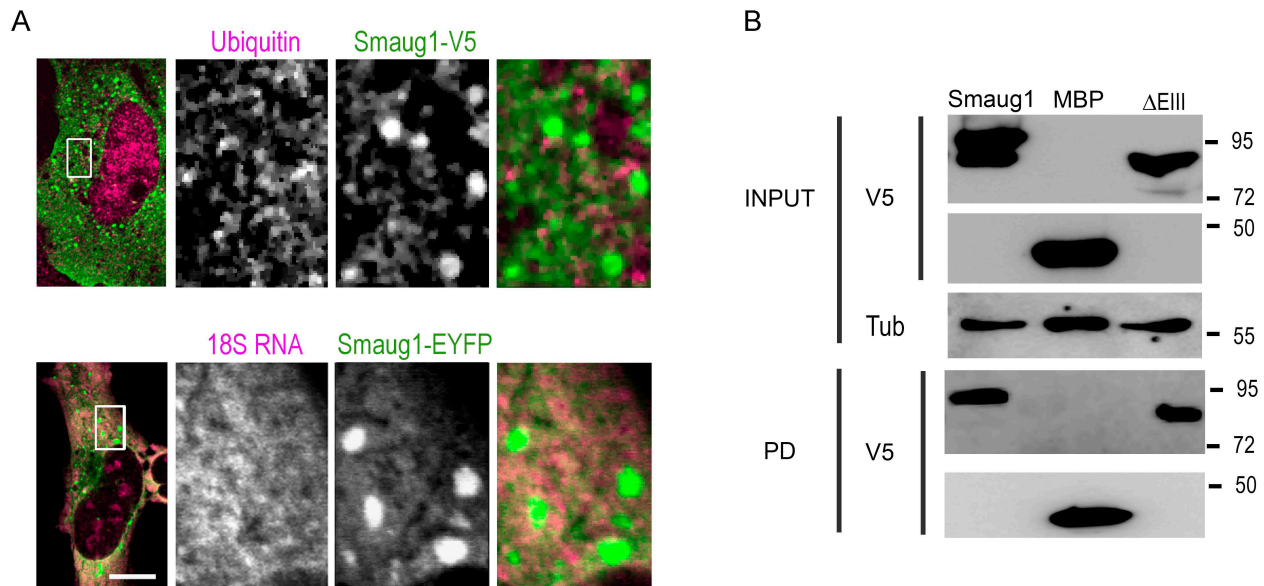 A
Ubiquitin Smaug1-V5
18S RNA Smaug1-EYFP
B
Smaug1 MBP ΔEIII
INPUT
V5
95
72
50
Tub
55
PD
V5
95
72
50